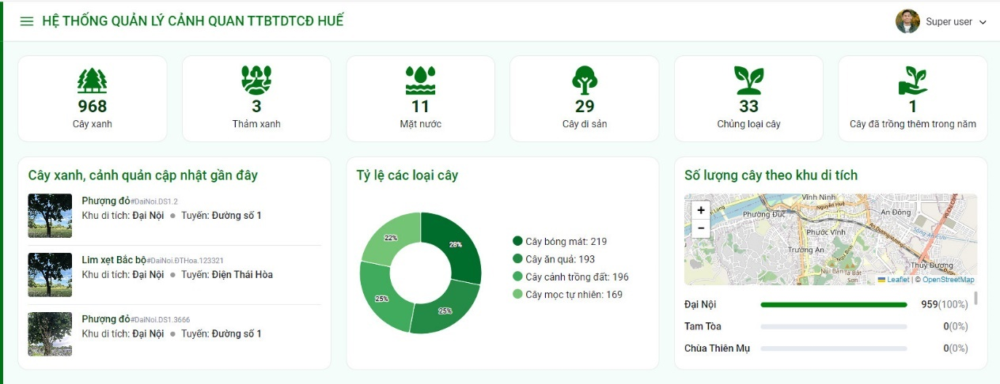 HỆ THỐNG QUẢN LÝ CẢNH QUAN TTBTDTCĐ HUẾ
Super user
968
Cây xanh
3
Thảm xanh
11
Mặt nước
29
Cây di sản
33
Chủng loại cây
1
Cây đã trồng thêm trong năm
Cây xanh, cảnh quản cập nhật gần đây
Phượng đỏ#DaiNoi.DS1.2
Khu di tích: Đại Nội ● Tuyến: Đường số 1
Lim xẹt Bắc bộ#DaiNoi.ĐTHoa.123321
Khu di tích: Đại Nội ● Tuyến: Điện Thái Hòa
Phượng đỏ#DaiNoi.DS1.3666
Khu di tích: Đại Nội ● Tuyến: Đường số 1
Tỷ lệ các loại cây
22%
28%
25%
25%
Cây bóng mát: 219
Cây ăn quả: 193
Cây cảnh trồng đất: 196
Cây mọc tự nhiên: 169
Số lượng cây theo khu di tích
+
−
Vĩnh Ninh
Phường Đúc
An Đông
Phước Vĩnh
An Dương Vương
Trường An
Ngự Bình
Thuỷ Dương
Leaflet | © OpenStreetMap
Đại Nội 959(100%)
Tam Tòa 0(0%)
Chùa Thiên Mụ 0(0%)